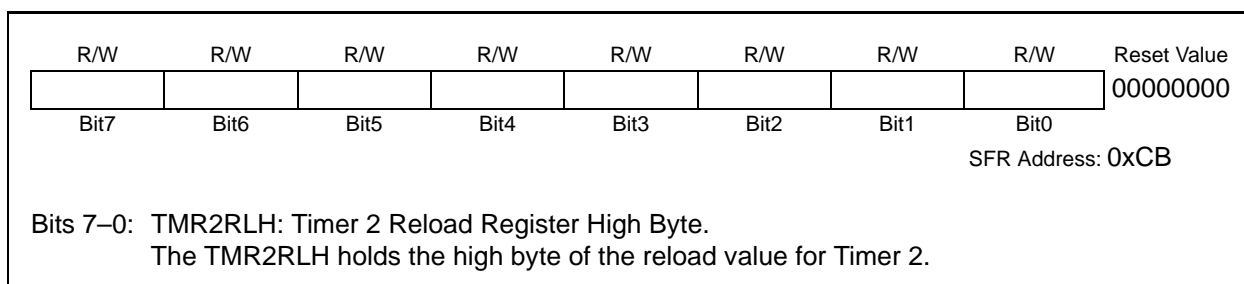 R/W R/W R/W R/W R/W R/W R/W R/W Reset Value
00000000
Bit7 Bit6 Bit5 Bit4 Bit3 Bit2 Bit1 Bit0
SFR Address: 0xCB
Bits 7–0: TMR2RLH: Timer 2 Reload Register High Byte.
The TMR2RLH holds the high byte of the reload value for Timer 2.